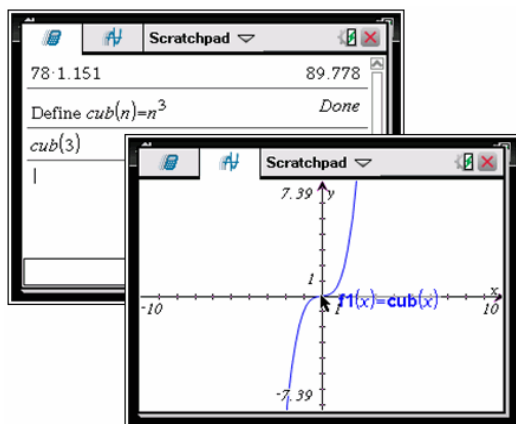 Scratchpad
78·1.151 89.778
Define cub(n)=n³ Done
cub(3)
Scratchpad
7.39 y
1
x
-10 f1(x)=cub(x) 1 10
-7.39